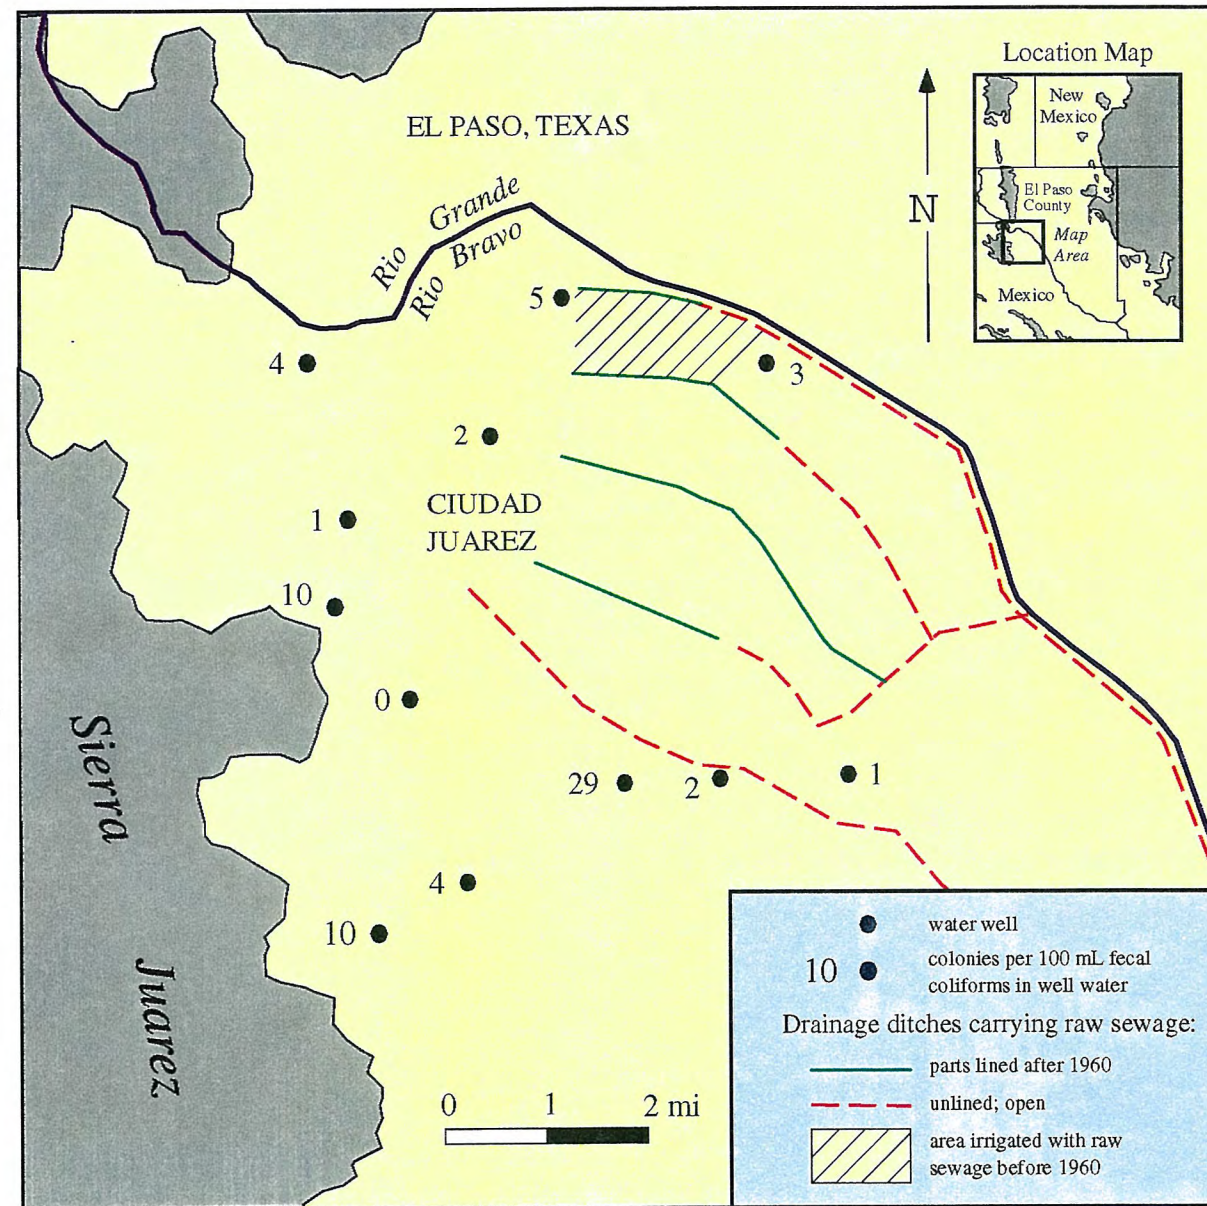 Location Map
New
Mexico
El Paso
County
Map
Area
Mexico
N
EL PASO, TEXAS
Rio Grande
Rio Bravo
5
4
3
2
CIUDAD
JUAREZ
1
10
0
29
2
1
4
10
Sierra
Juarez
0 1 2 mi
water well
10
colonies per 100 mL fecal
coliforms in well water
Drainage ditches carrying raw sewage:
parts lined after 1960
unlined; open
area irrigated with raw
sewage before 1960